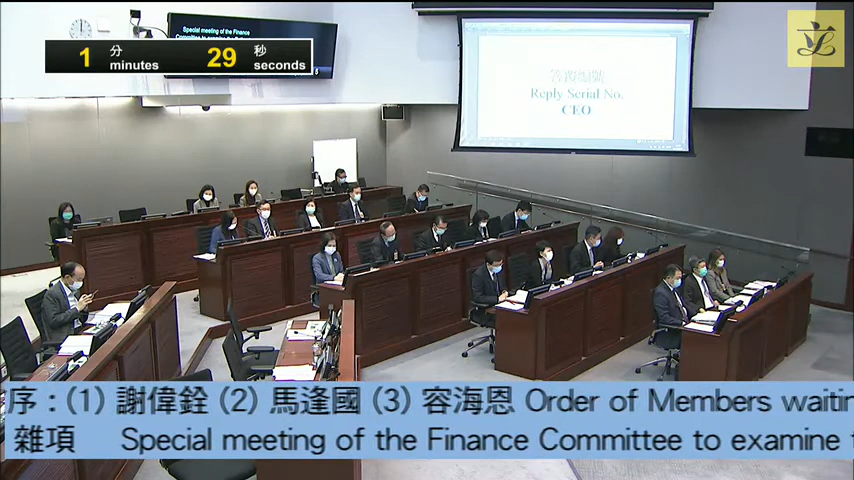 Special meeting of the Finance
1 分 minutes 29 秒 seconds
答覆編號
Reply Serial No.
CEO
序：(1) 謝偉銓 (2) 馬逢國 (3) 容海恩 Order of Members waitin
雜項 Special meeting of the Finance Committee to examine t